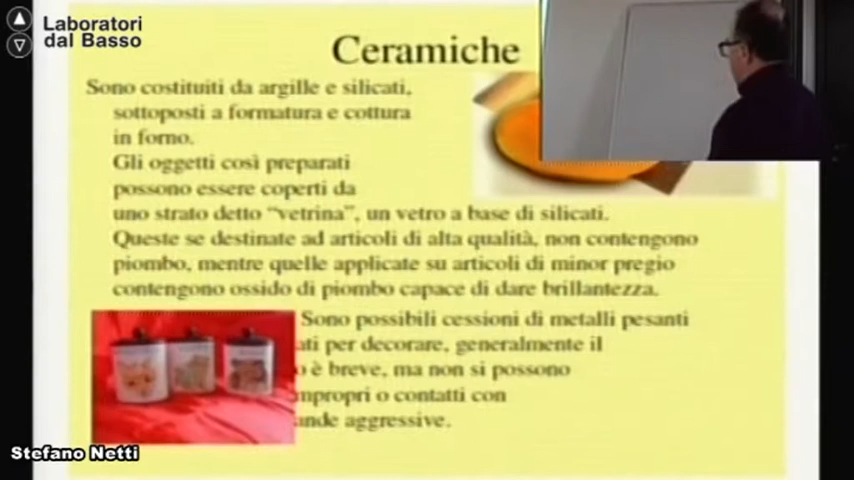 Laboratori
dal Basso
Ceramiche
Sono costituiti da argille e silicati,
sottoposti a formatura e cottura
in forno.
Gli oggetti così preparati
possono essere coperti da
uno strato detto “vetrina”, un vetro a base di silicati.
Queste se destinate ad articoli di alta qualità, non contengono
piombo, mentre quelle applicate su articoli di minor pregio
contengono ossido di piombo capace di dare brillantezza.
Sono possibili cessioni di metalli pesanti
ati per decorare, generalmente il
o è breve, ma non si possono
mpropri o contatti con
ande aggressive.
Stefano Netti